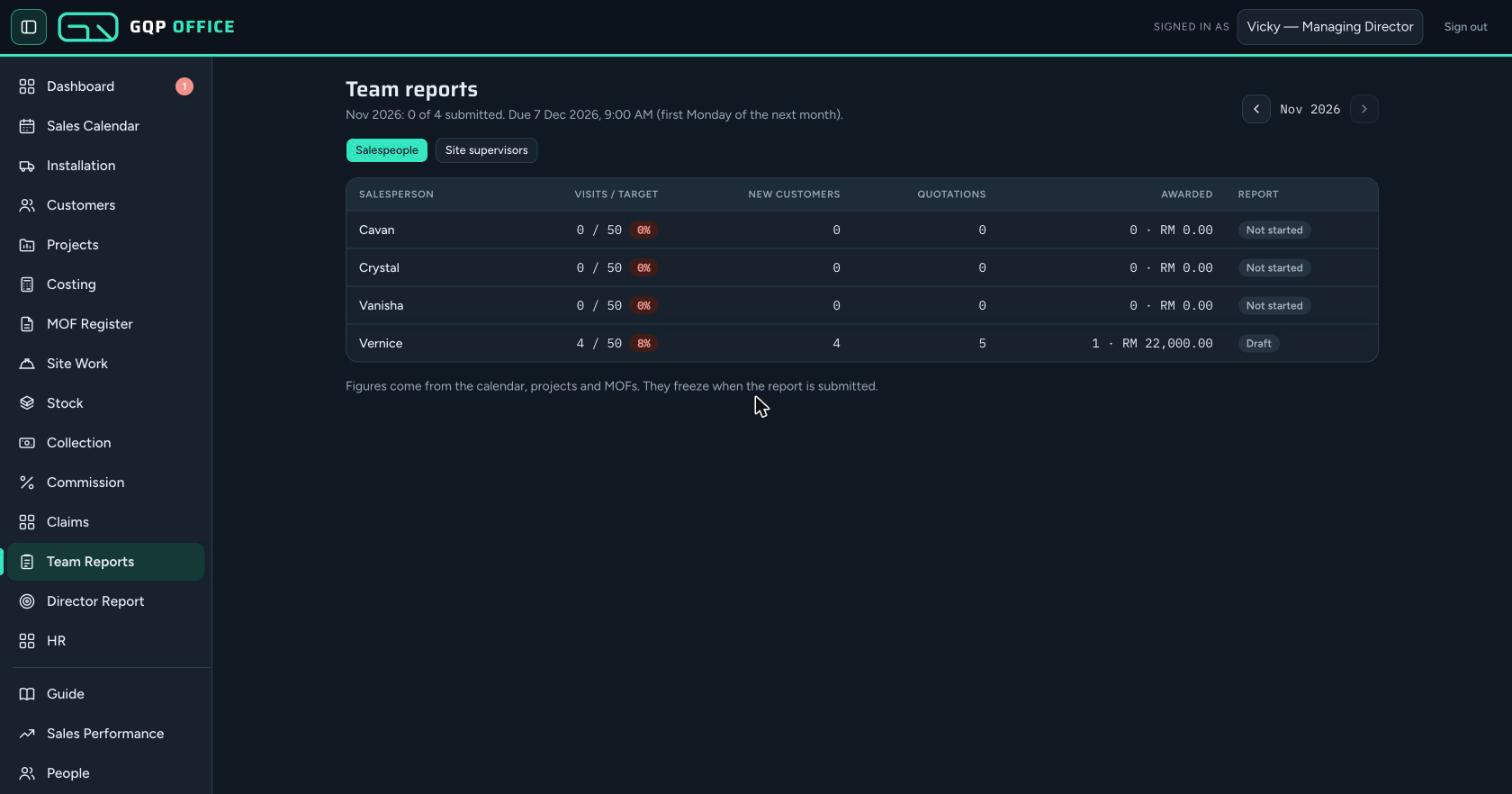 GQP OFFICE
SIGNED IN AS Vicky — Managing Director Sign out
Dashboard 1
Sales Calendar
Installation
Customers
Projects
Costing
MOF Register
Site Work
Stock
Collection
Commission
Claims
Team Reports
Director Report
HR
Guide
Sales Performance
People
Team reports
Nov 2026: 0 of 4 submitted. Due 7 Dec 2026, 9:00 AM (first Monday of the next month).
Nov 2026
Salespeople Site supervisors
SALESPERSON VISITS / TARGET NEW CUSTOMERS QUOTATIONS AWARDED REPORT
Cavan 0 / 50 0% 0 0 0 · RM 0.00 Not started
Crystal 0 / 50 0% 0 0 0 · RM 0.00 Not started
Vanisha 0 / 50 0% 0 0 0 · RM 0.00 Not started
Vernice 4 / 50 8% 4 5 1 · RM 22,000.00 Draft
Figures come from the calendar, projects and MOFs. They freeze when the report is submitted.